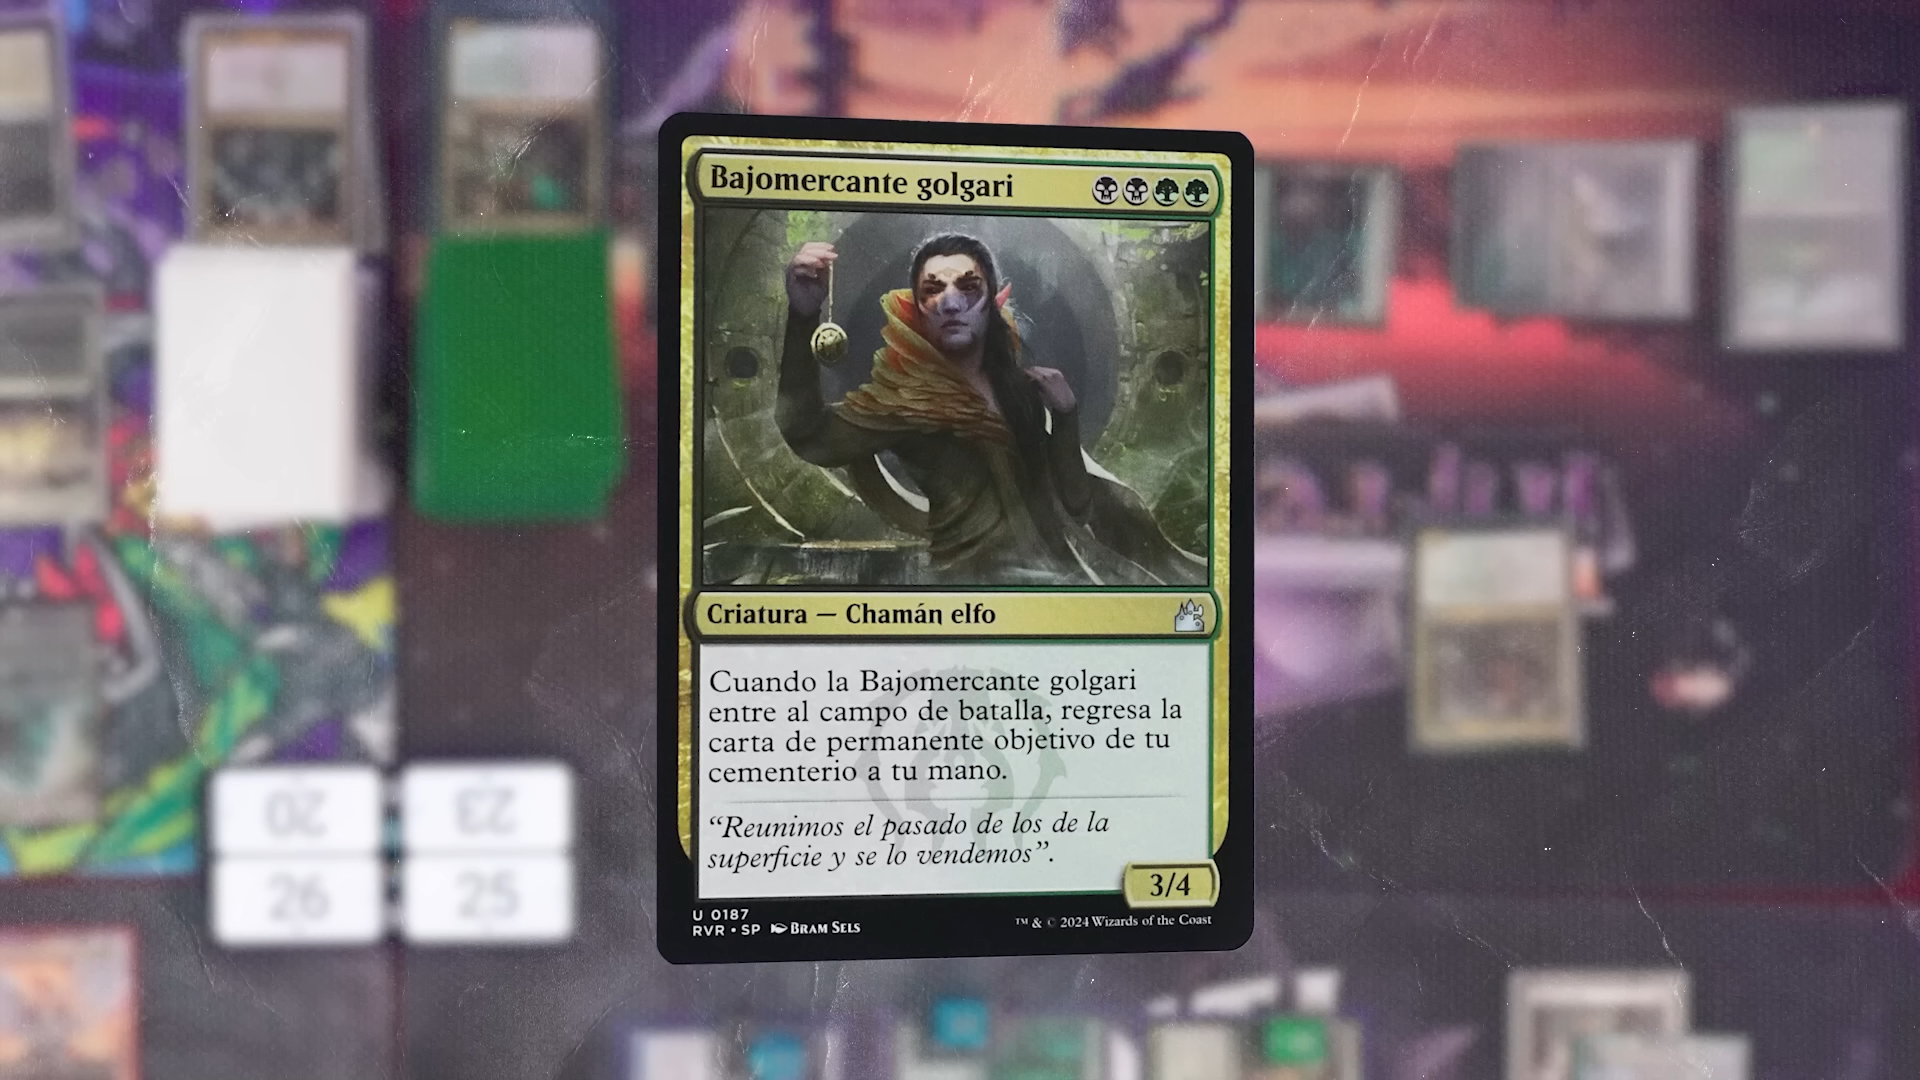 Bajomercante golgari
Criatura — Chamán elfo
Cuando la Bajomercante golgari
entre al campo de batalla, regresa la
carta de permanente objetivo de tu
cementerio a tu mano.
“Reunimos el pasado de los de la
superficie y se lo vendemos”.
3/4
U 0187
RVR • SP BRAM SELS
™ & © 2024 Wizards of the Coast
20
23
26
25